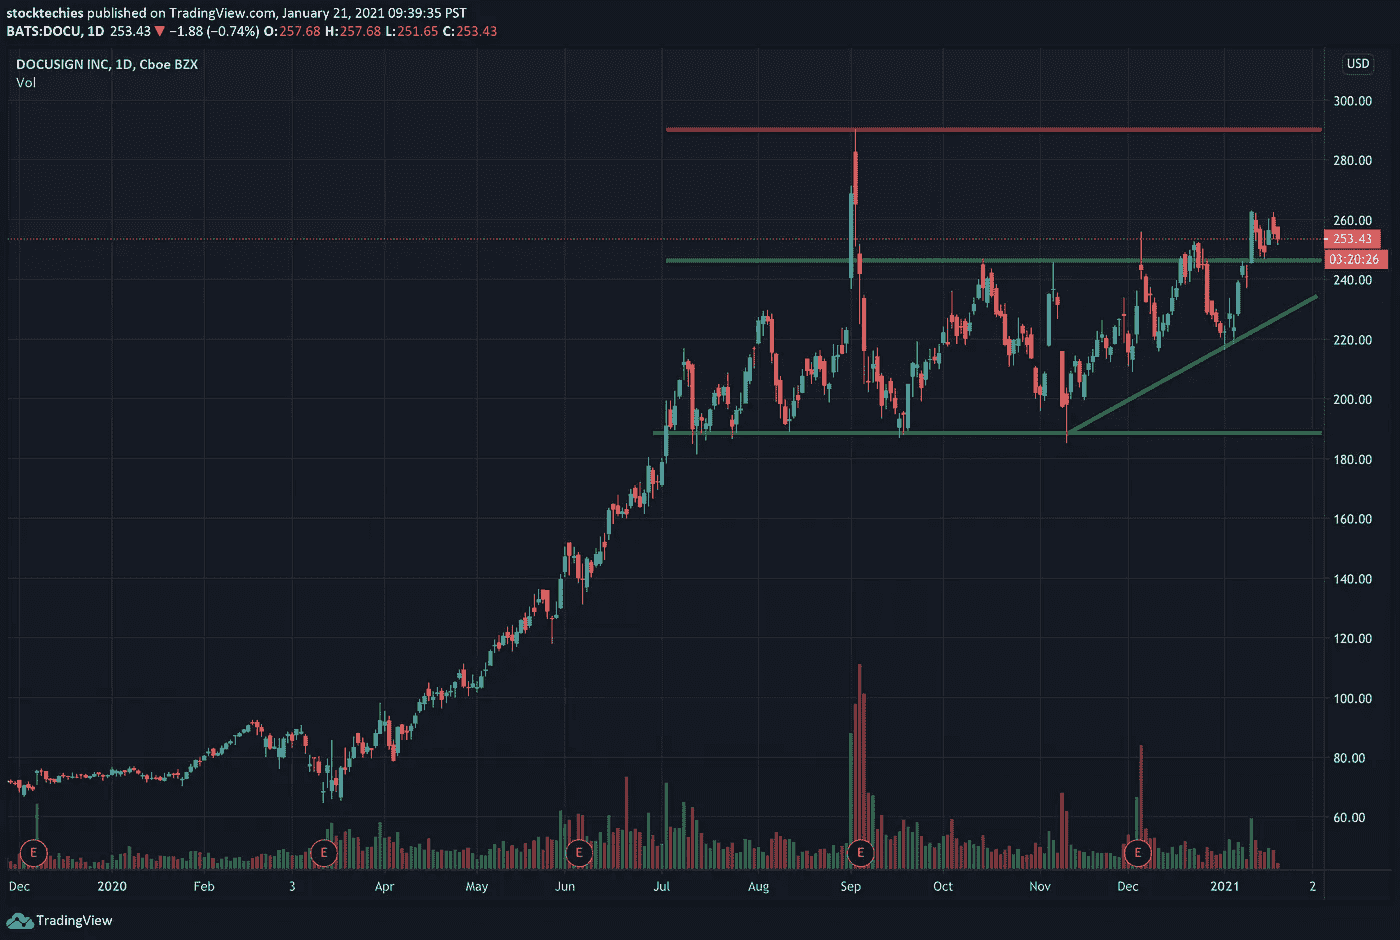 stocktechies published on TradingView.com, January 21, 2021 09:39:35 PST
BATS:DOCU, 1D 253.43 ▼ −1.88 (−0.74%) O:257.68 H:257.68 L:251.65 C:253.43
DOCUSIGN INC, 1D, Cboe BZX
Vol
USD
300.00
280.00
260.00
253.43
03:20:26
240.00
220.00
200.00
180.00
160.00
140.00
120.00
100.00
80.00
60.00
E E E E E
Dec 2020 Feb 3 Apr May Jun Jul Aug Sep Oct Nov Dec 2021 2
TradingView